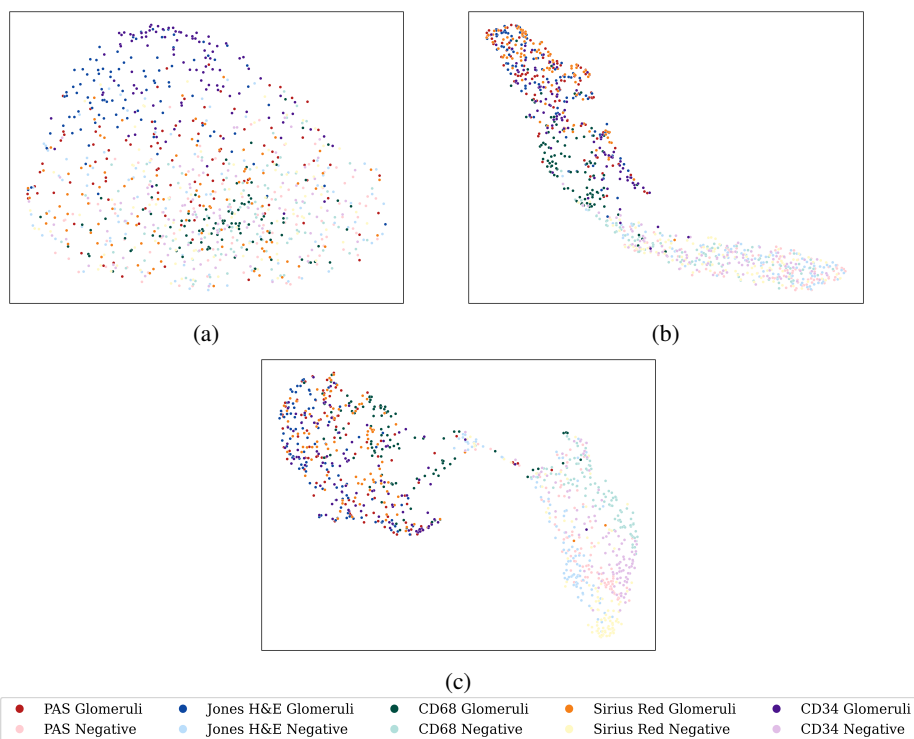 (a)
(b)
(c)
PAS Glomeruli Jones H&E Glomeruli CD68 Glomeruli Sirius Red Glomeruli CD34 Glomeruli
PAS Negative Jones H&E Negative CD68 Negative Sirius Red Negative CD34 Negative